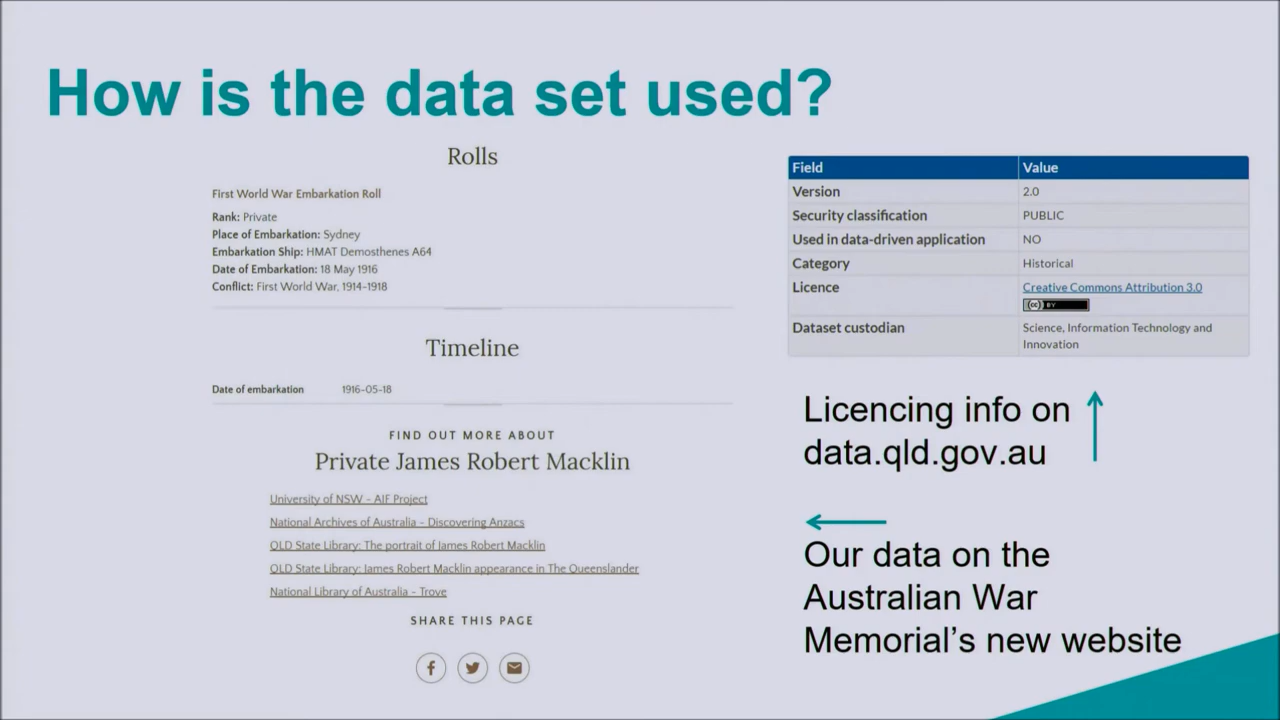 How is the data set used?
Rolls
First World War Embarkation Roll
Rank: Private
Place of Embarkation: Sydney
Embarkation Ship: HMAT Demosthenes A64
Date of Embarkation: 18 May 1916
Conflict: First World War, 1914-1918
Timeline
Date of embarkation 1916-05-18
FIND OUT MORE ABOUT
Private James Robert Macklin
University of NSW - AIF Project
National Archives of Australia - Discovering Anzacs
QLD State Library: The portrait of James Robert Macklin
QLD State Library: James Robert Macklin appearance in The Queenslander
National Library of Australia - Trove
SHARE THIS PAGE
Field Value
Version 2.0
Security classification PUBLIC
Used in data-driven application NO
Category Historical
Licence Creative Commons Attribution 3.0
cc BY
Dataset custodian Science, Information Technology and
Innovation
Licencing info on
data.qld.gov.au
Our data on the
Australian War
Memorial's new website